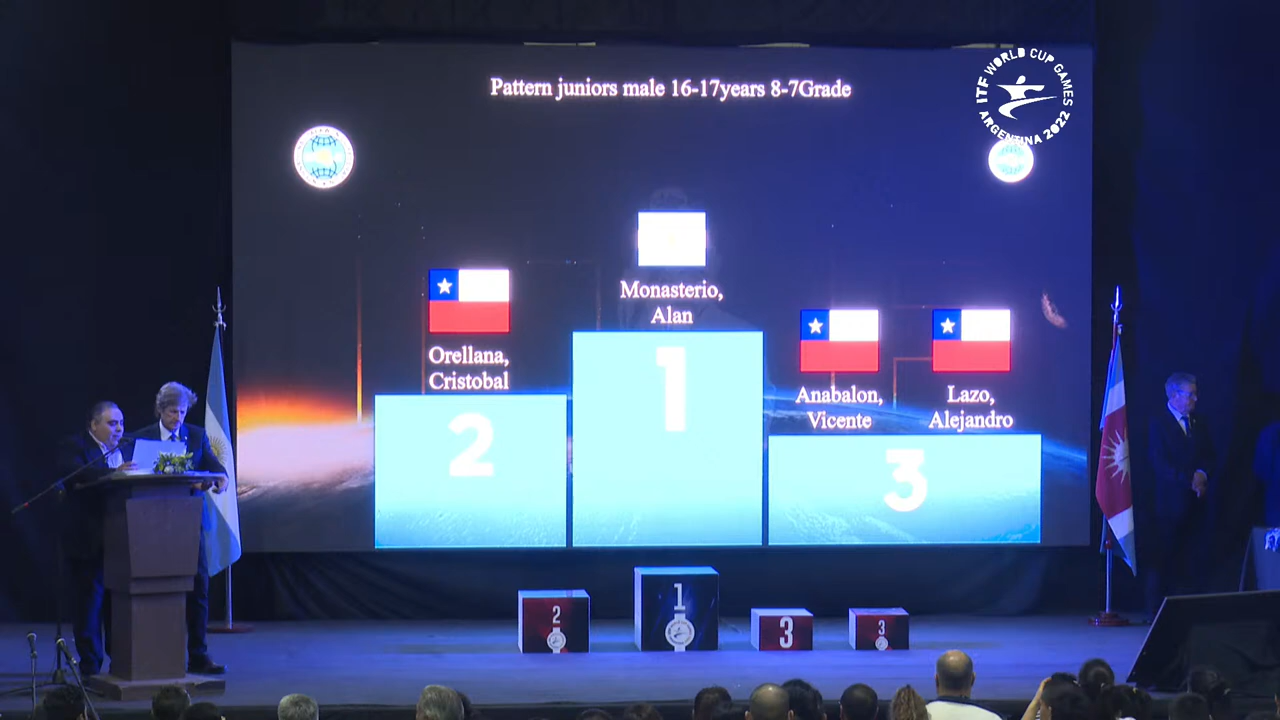 Pattern juniors male 16-17years 8-7Grade
ITF WORLD CUP GAMES
ARGENTINA 2022
Monasterio,
Alan
Orellana,
Cristobal
Anabalon,
Vicente
Lazo,
Alejandro
1
2
3
2
1
3
3